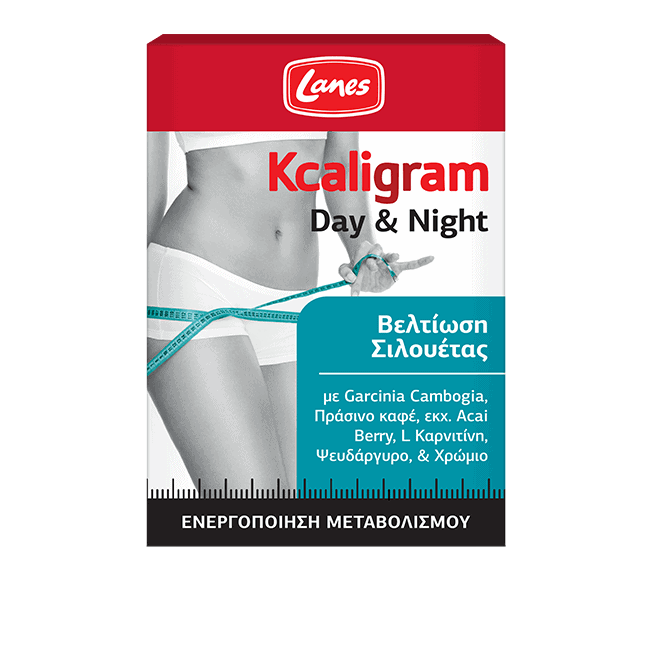 Lanes
Kcaligram
Day & Night
Βελτίωση
Σιλουέτας
με Garcinia Cambogia,
Πράσινο καφέ, εκχ. Acai
Berry, L Καρνιτίνη,
Ψευδάργυρο, & Χρώμιο
ΕΝΕΡΓΟΠΟΙΗΣΗ ΜΕΤΑΒΟΛΙΣΜΟΥ